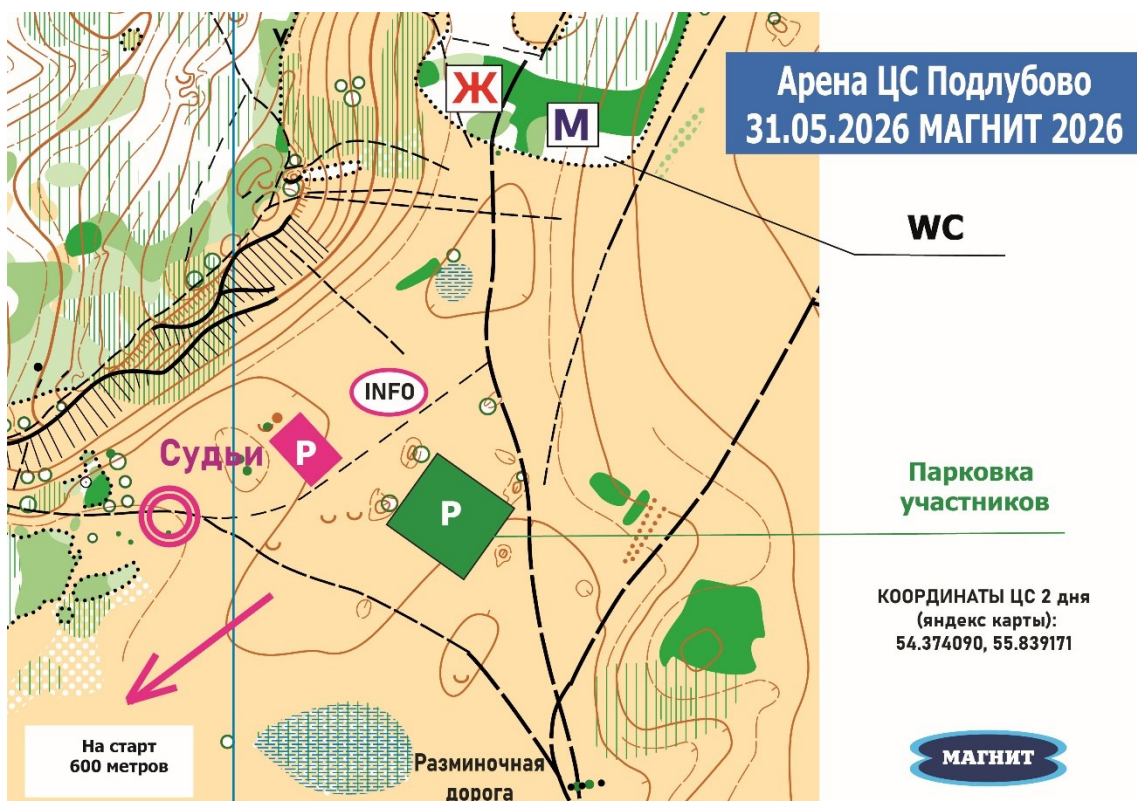 Арена ЦС Подлубово
31.05.2026 МАГНИТ 2026
Ж
М
WC
INFO
Судьи
P
P
Парковка
участников
КООРДИНАТЫ ЦС 2 дня
(яндекс карты):
54.374090, 55.839171
На старт
600 метров
Разминочная
дорога
МАГНИТ